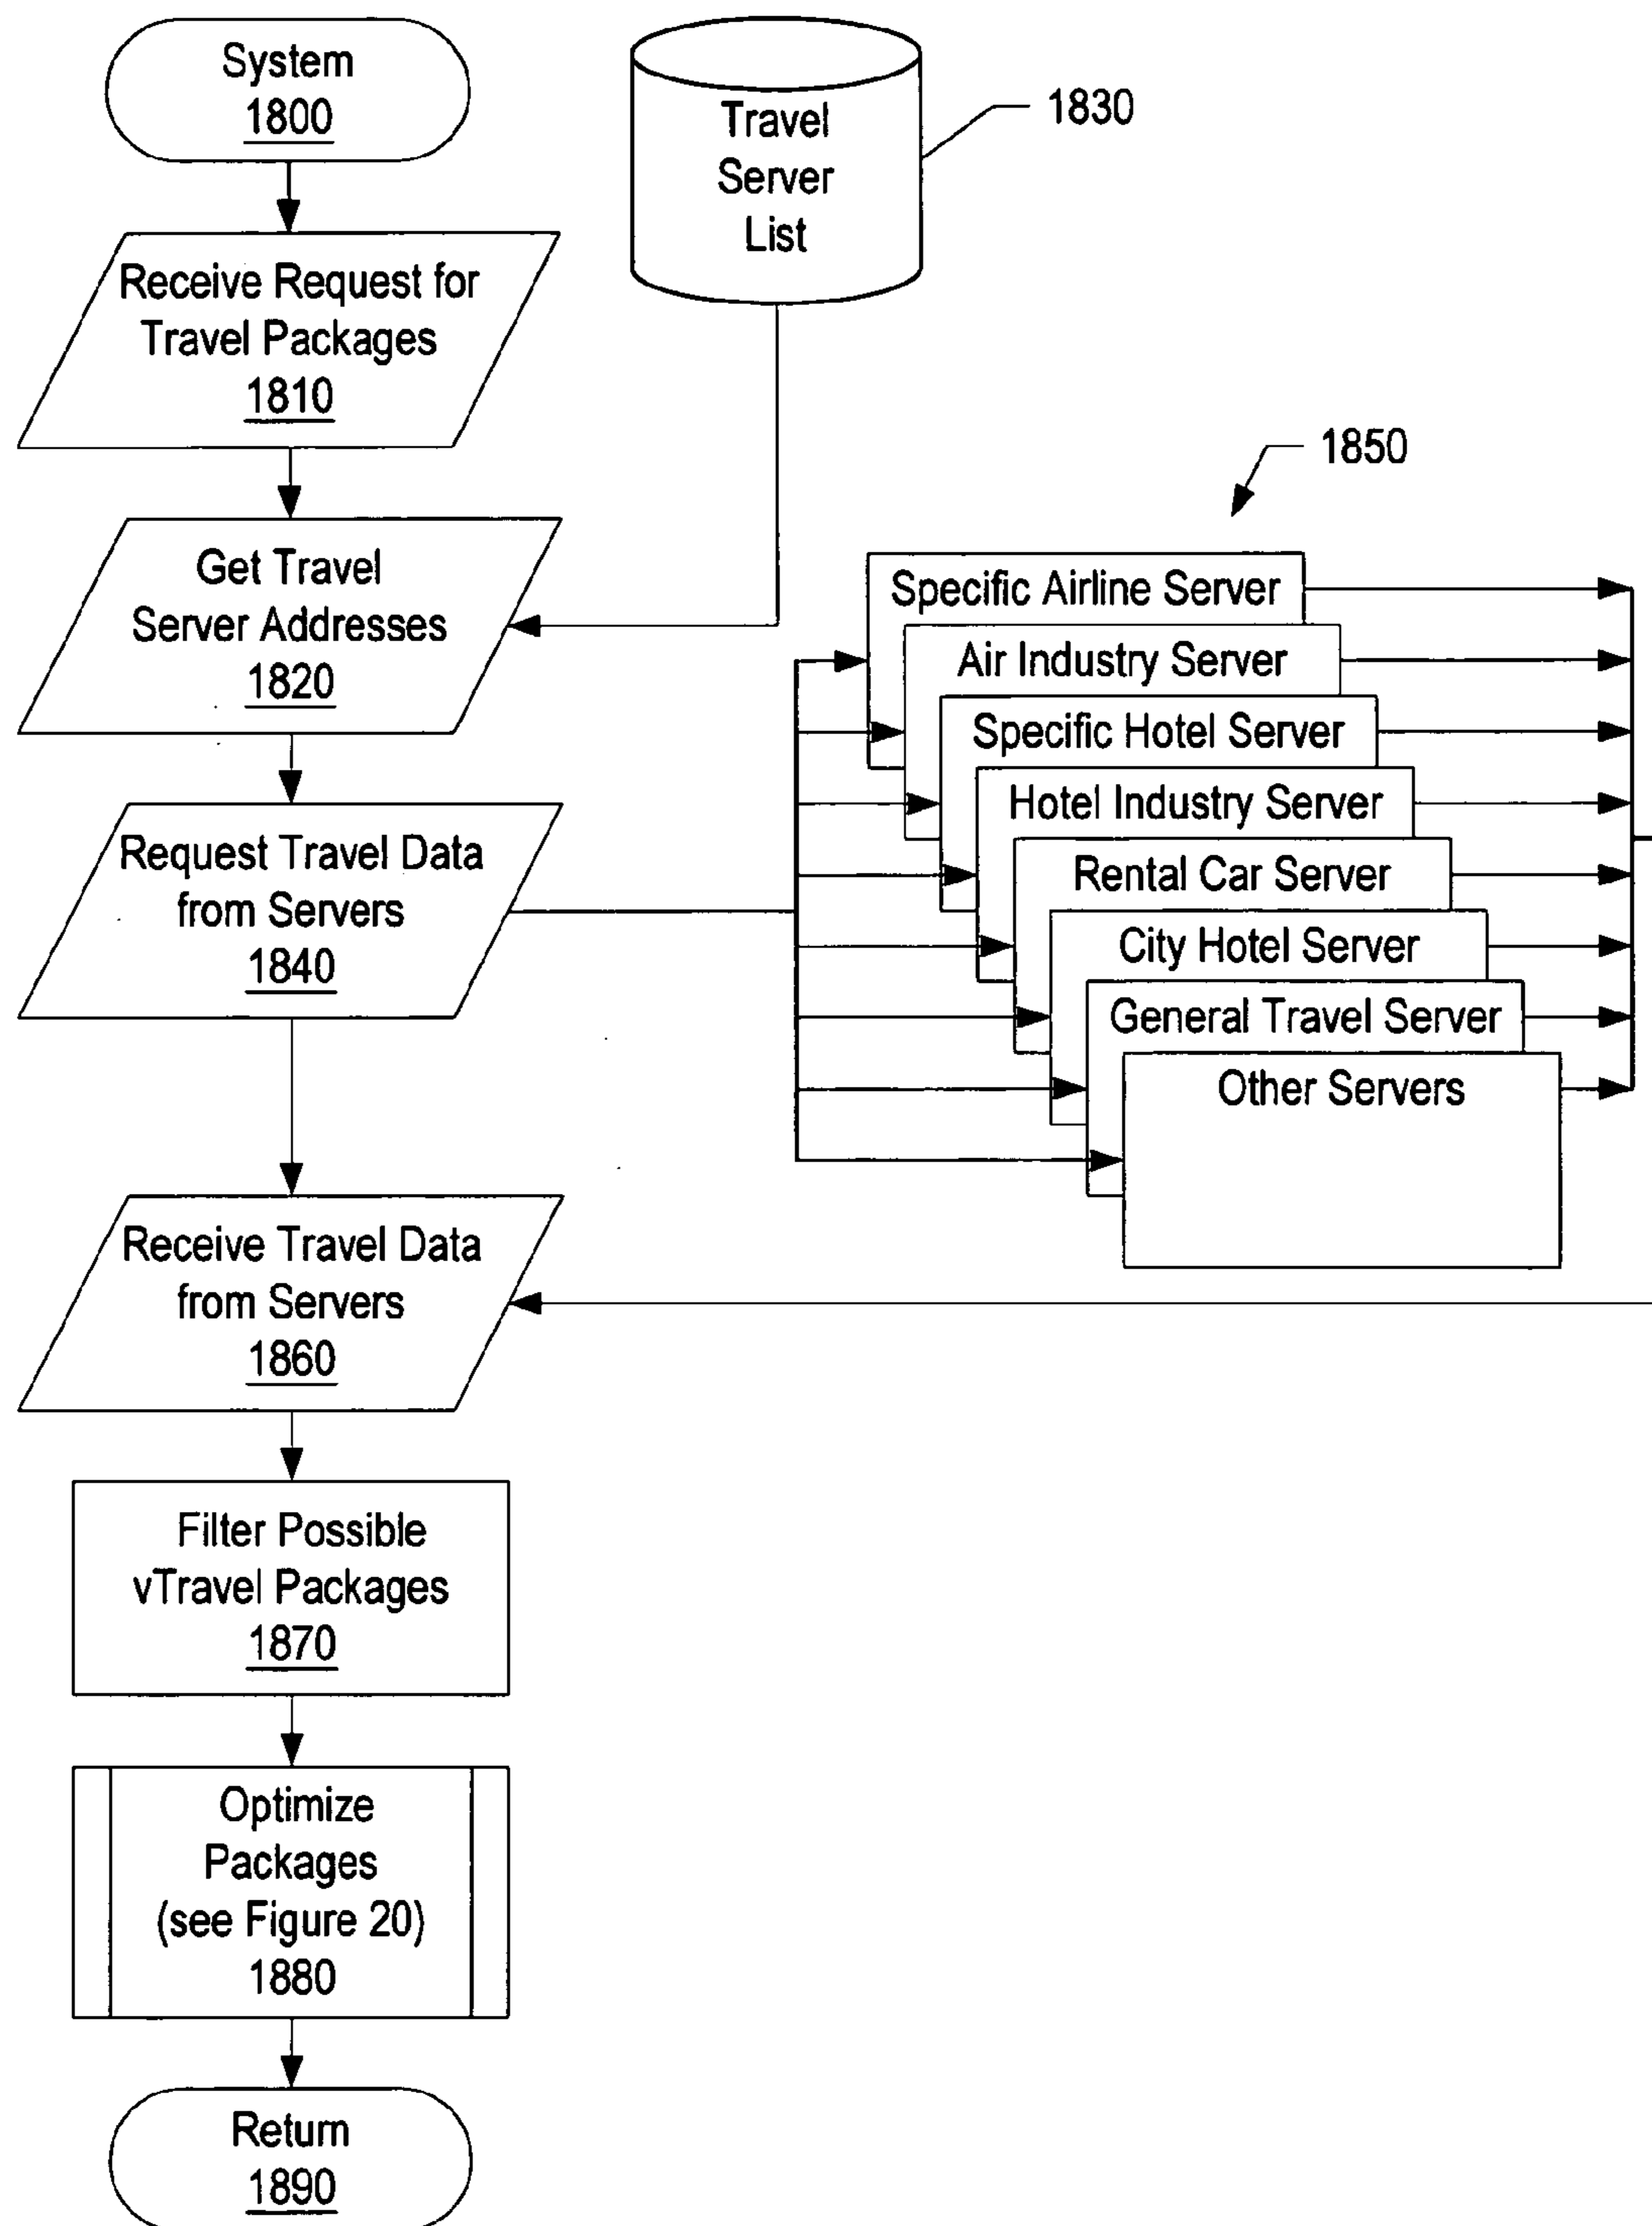 System
1800
Travel
Server
List
1830
Receive Request for
Travel Packages
1810
Get Travel
Server Addresses
1820
1850
Specific Airline Server
Air Industry Server
Specific Hotel Server
Hotel Industry Server
Rental Car Server
City Hotel Server
General Travel Server
Other Servers
Request Travel Data
from Servers
1840
Receive Travel Data
from Servers
1860
Filter Possible
vTravel Packages
1870
Optimize
Packages
(see Figure 20)
1880
Return
1890